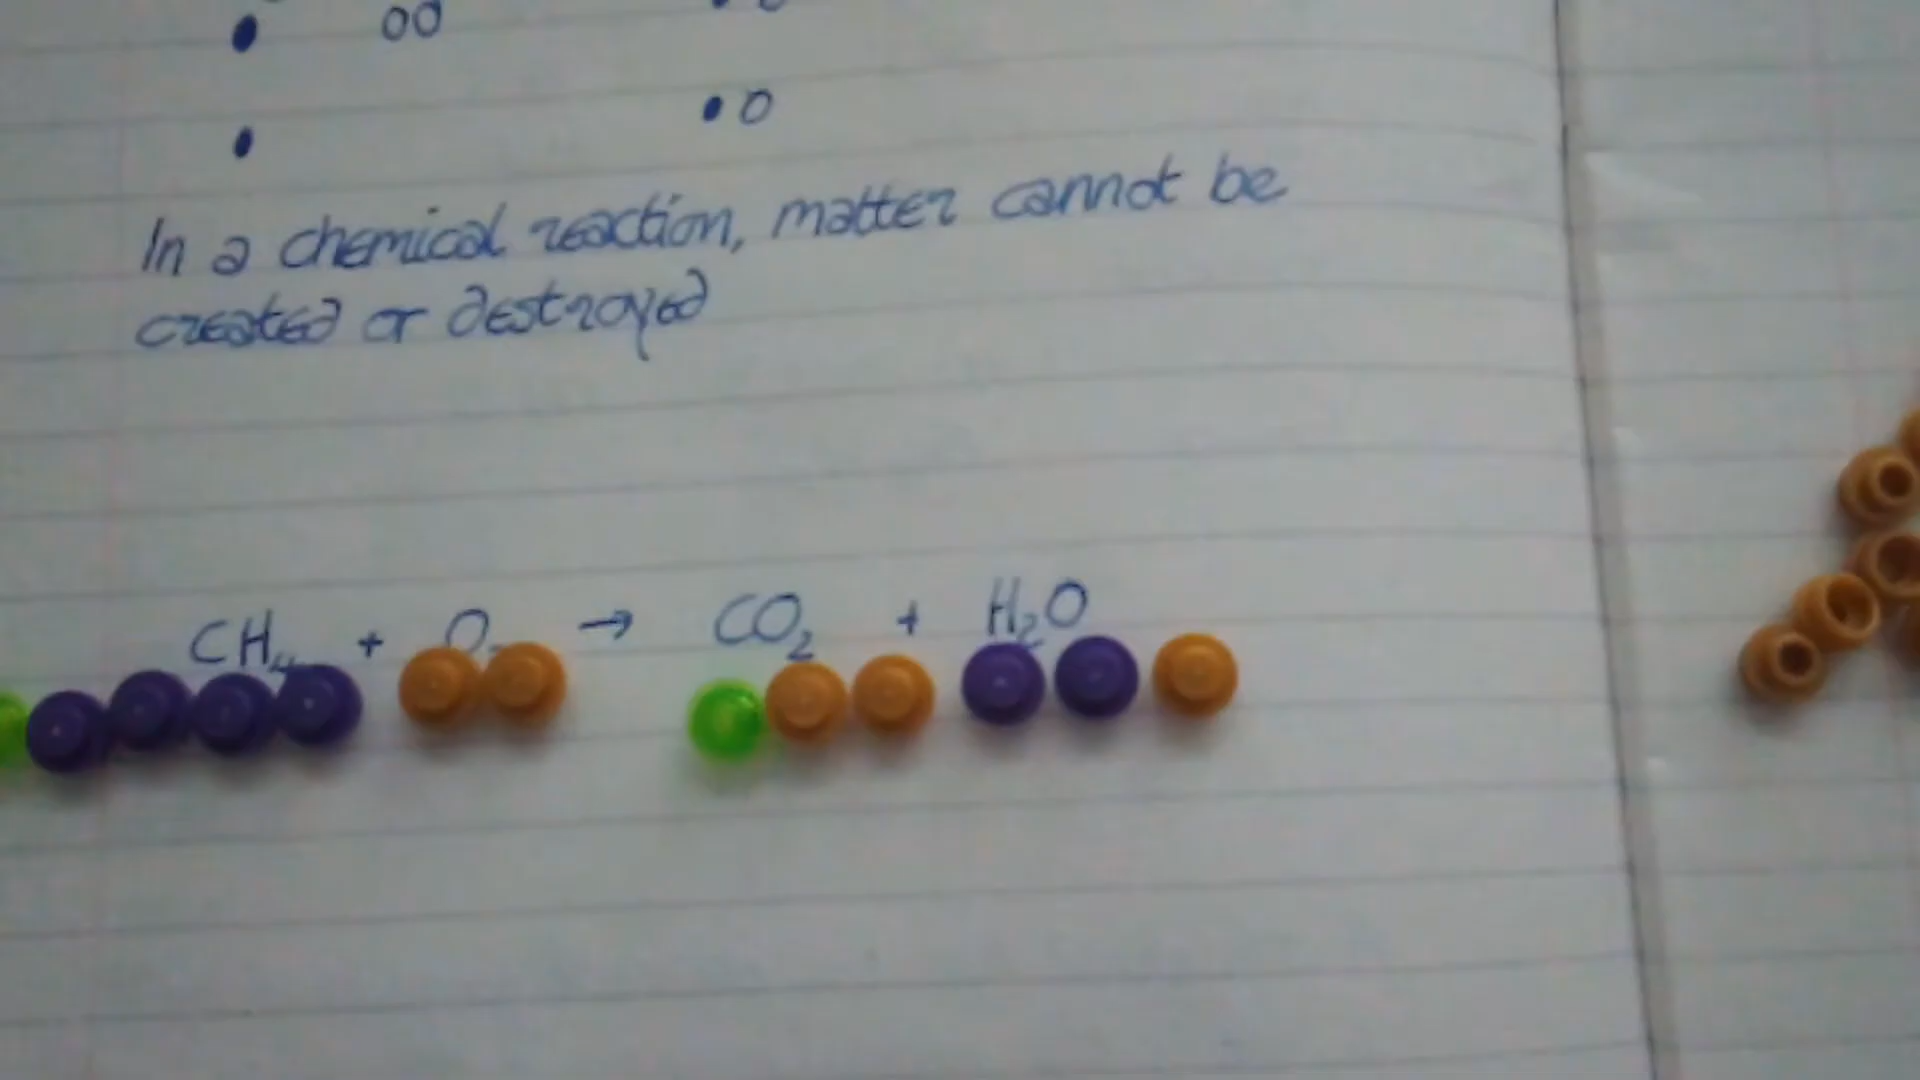 OO
O
In a chemical reaction, matter cannot be
created or destroyed
CH₄ + O₂ → CO₂ + H₂O